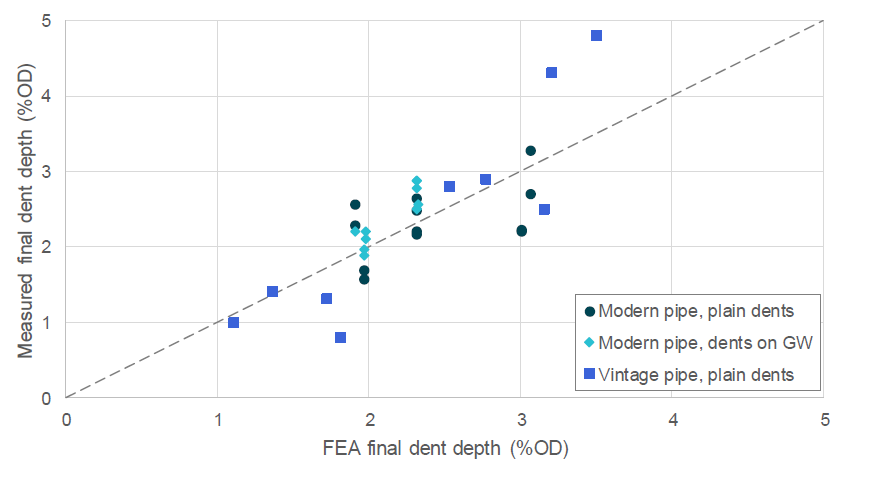 5
4
3
2
1
0
Measured final dent depth (%OD)
Modern pipe, plain dents
Modern pipe, dents on GW
Vintage pipe, plain dents
0 1 2 3 4 5
FEA final dent depth (%OD)